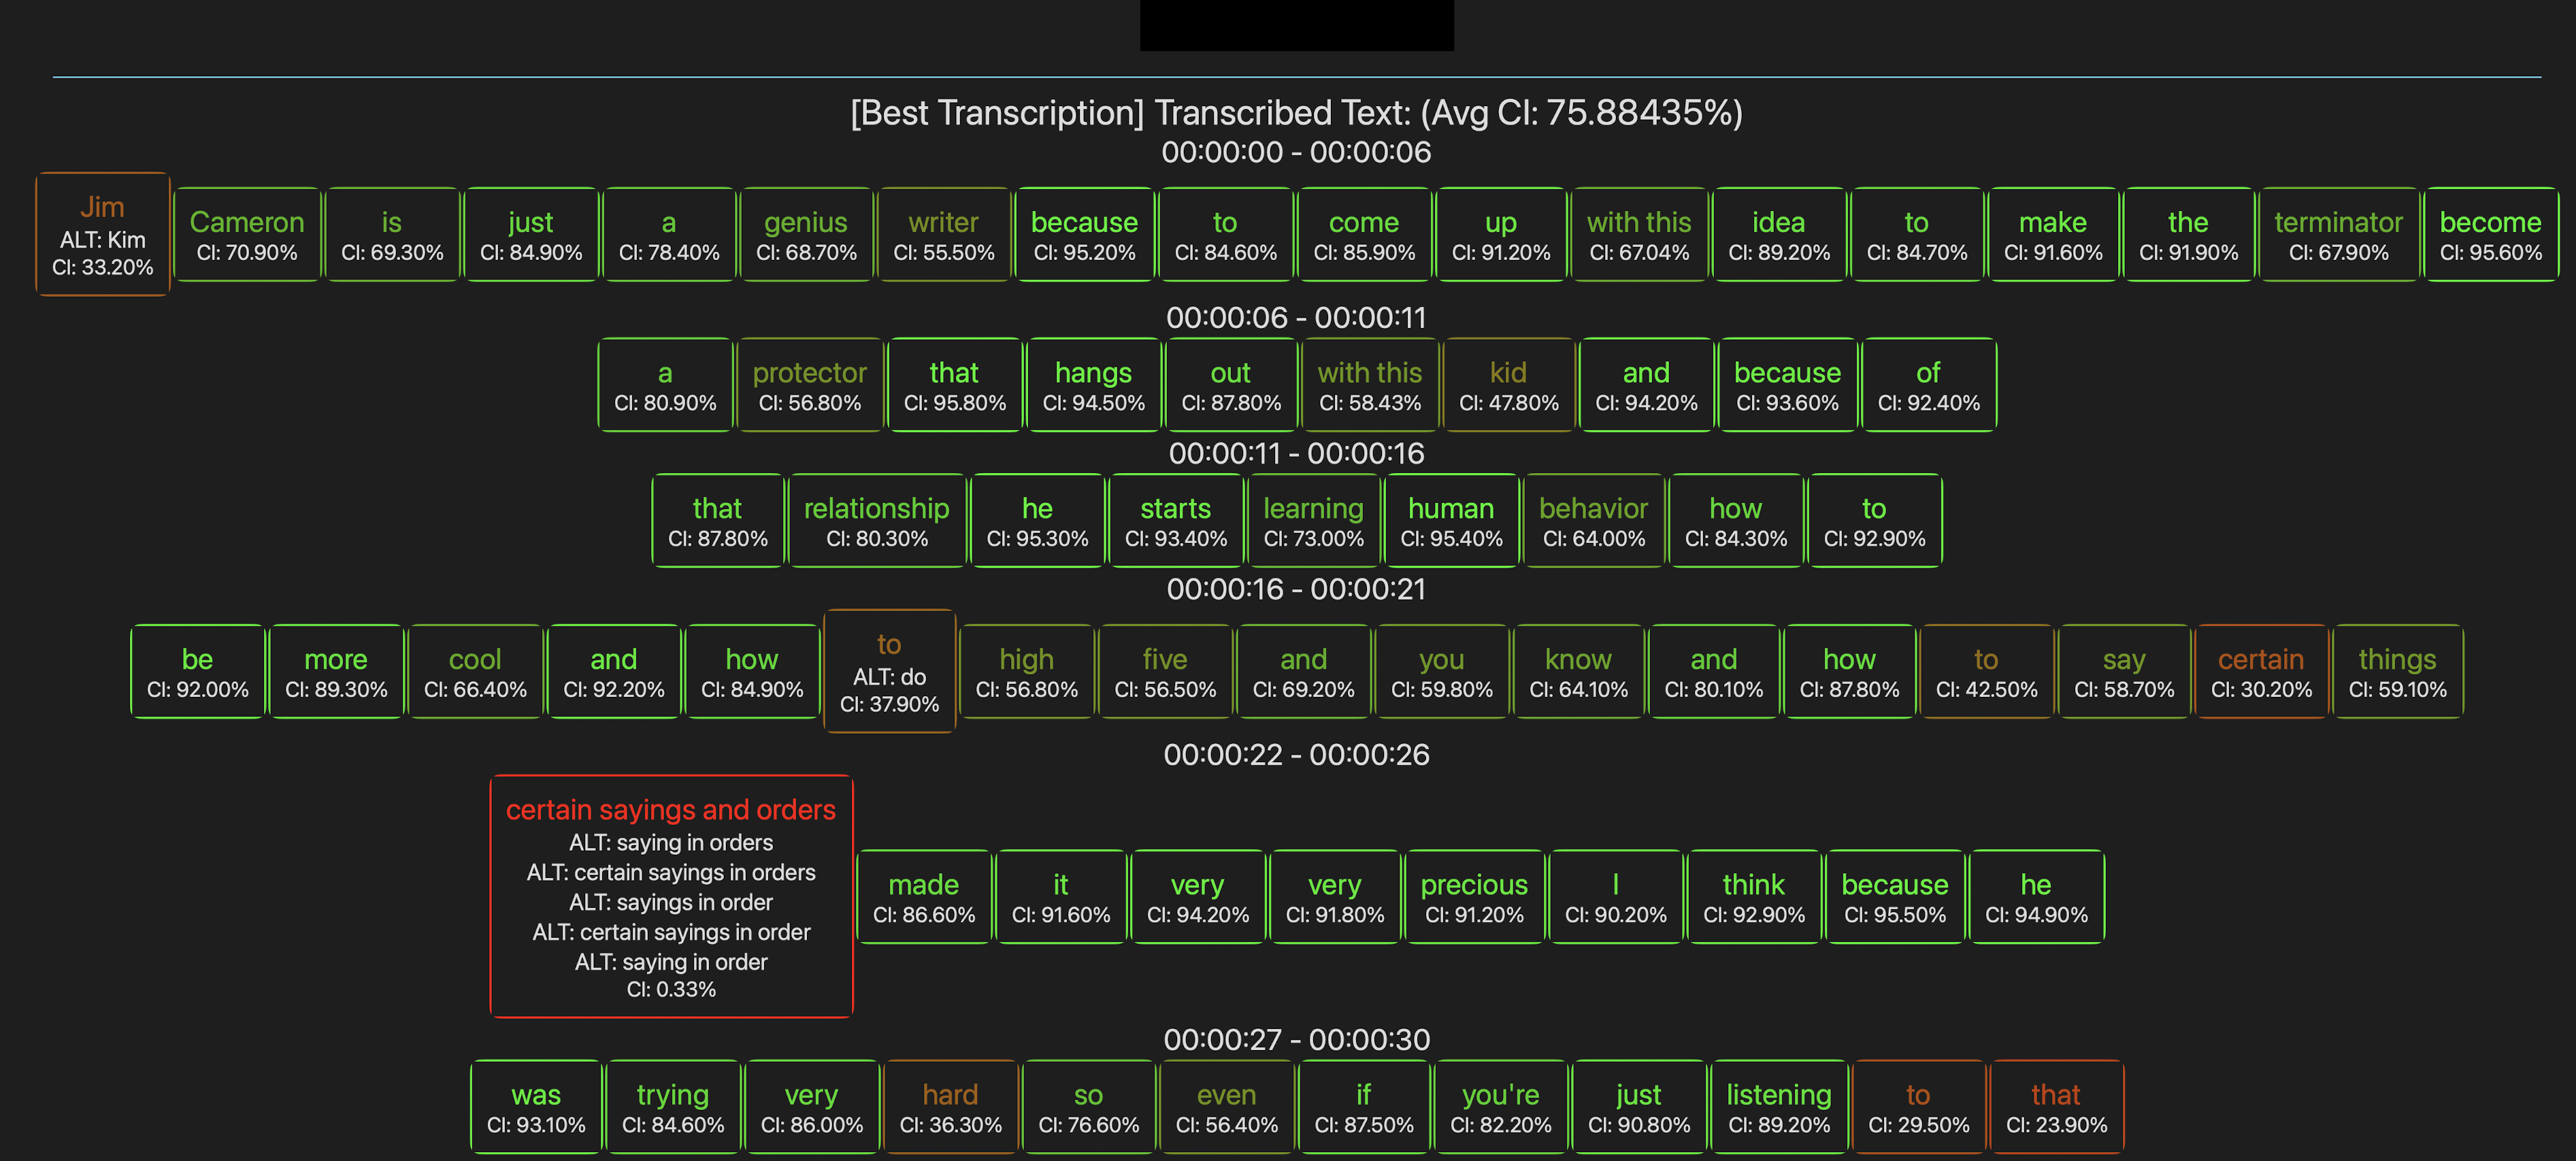 [Best Transcription] Transcribed Text: (Avg CI: 75.88435%)
00:00:00 - 00:00:06
Jim Cameron is just a genius writer because to come up with this idea to make the terminator become
ALT: Kim
CI: 33.20% CI: 70.90% CI: 69.30% CI: 84.90% CI: 78.40% CI: 68.70% CI: 55.50% CI: 95.20% CI: 84.60% CI: 85.90% CI: 91.20% CI: 67.04% CI: 89.20% CI: 84.70% CI: 91.60% CI: 91.90% CI: 67.90% CI: 95.60%
00:00:06 - 00:00:11
a protector that hangs out with this kid and because of
CI: 80.90% CI: 56.80% CI: 95.80% CI: 94.50% CI: 87.80% CI: 58.43% CI: 47.80% CI: 94.20% CI: 93.60% CI: 92.40%
00:00:11 - 00:00:16
that relationship he starts learning human behavior how to
CI: 87.80% CI: 80.30% CI: 95.30% CI: 93.40% CI: 73.00% CI: 95.40% CI: 64.00% CI: 84.30% CI: 92.90%
00:00:16 - 00:00:21
be more cool and how to high five and you know and how to say certain things
ALT: do
CI: 92.00% CI: 89.30% CI: 66.40% CI: 92.20% CI: 84.90% CI: 37.90% CI: 56.80% CI: 56.50% CI: 69.20% CI: 59.80% CI: 64.10% CI: 80.10% CI: 87.80% CI: 42.50% CI: 58.70% CI: 30.20% CI: 59.10%
00:00:22 - 00:00:26
certain sayings and orders
ALT: saying in orders
ALT: certain sayings in orders
ALT: sayings in order
ALT: certain sayings in order
ALT: saying in order
CI: 0.33%
made it very very precious I think because he
CI: 86.60% CI: 91.60% CI: 94.20% CI: 91.80% CI: 91.20% CI: 90.20% CI: 92.90% CI: 95.50% CI: 94.90%
00:00:27 - 00:00:30
was trying very hard so even if you're just listening to that
CI: 93.10% CI: 84.60% CI: 86.00% CI: 36.30% CI: 76.60% CI: 56.40% CI: 87.50% CI: 82.20% CI: 90.80% CI: 89.20% CI: 29.50% CI: 23.90%